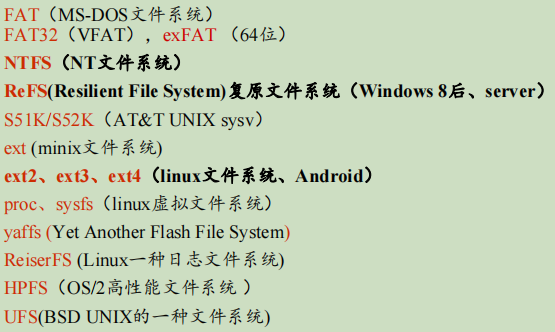 FAT（MS-DOS文件系统）
FAT32（VFAT），exFAT （64位）
NTFS（NT文件系统）
ReFS(Resilient File System)复原文件系统（Windows 8后、server）
S51K/S52K（AT&T UNIX sysv）
ext (minix文件系统)
ext2、ext3、ext4（linux文件系统、Android）
proc、sysfs（linux虚拟文件系统）
yaffs (Yet Another Flash File System)
ReiserFS (Linux一种日志文件系统)
HPFS（OS/2高性能文件系统 ）
UFS(BSD UNIX的一种文件系统)